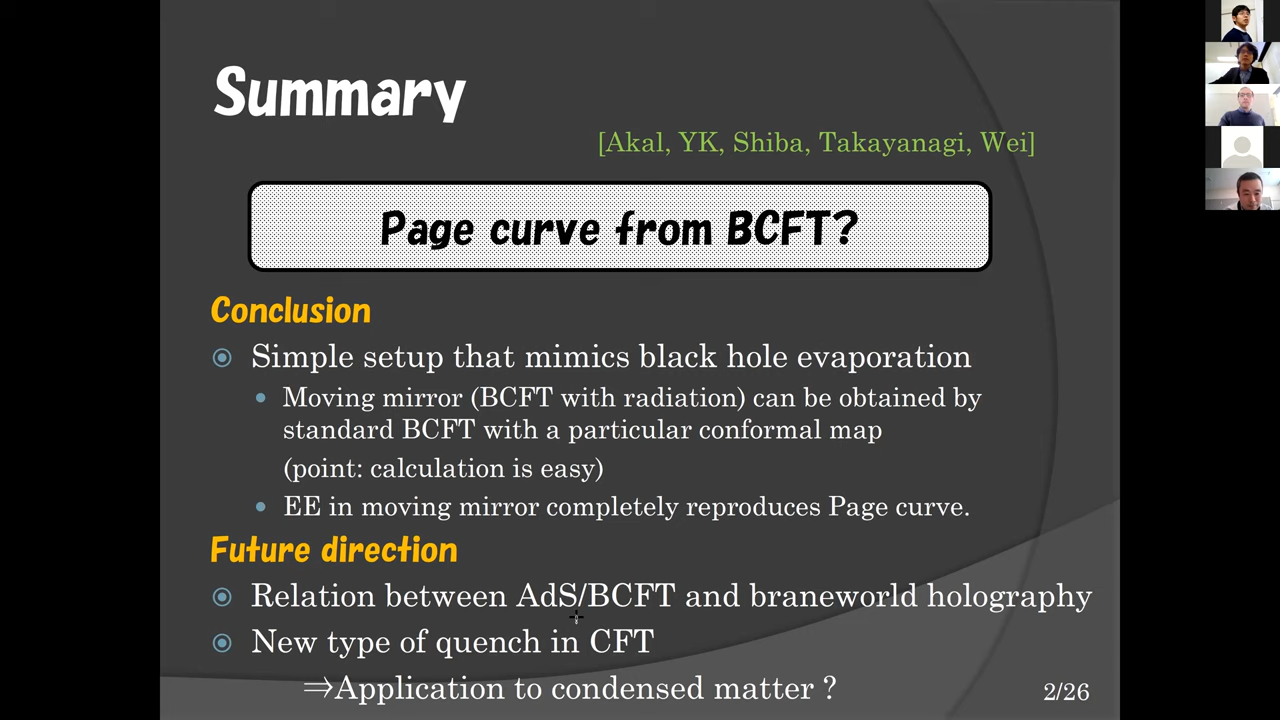 Summary
[Akal, YK, Shiba, Takayanagi, Wei]
Page curve from BCFT?
Conclusion
Simple setup that mimics black hole evaporation
Moving mirror (BCFT with radiation) can be obtained by
standard BCFT with a particular conformal map
(point: calculation is easy)
EE in moving mirror completely reproduces Page curve.
Future direction
Relation between AdS/BCFT and braneworld holography
New type of quench in CFT
⇒Application to condensed matter ?
2/26